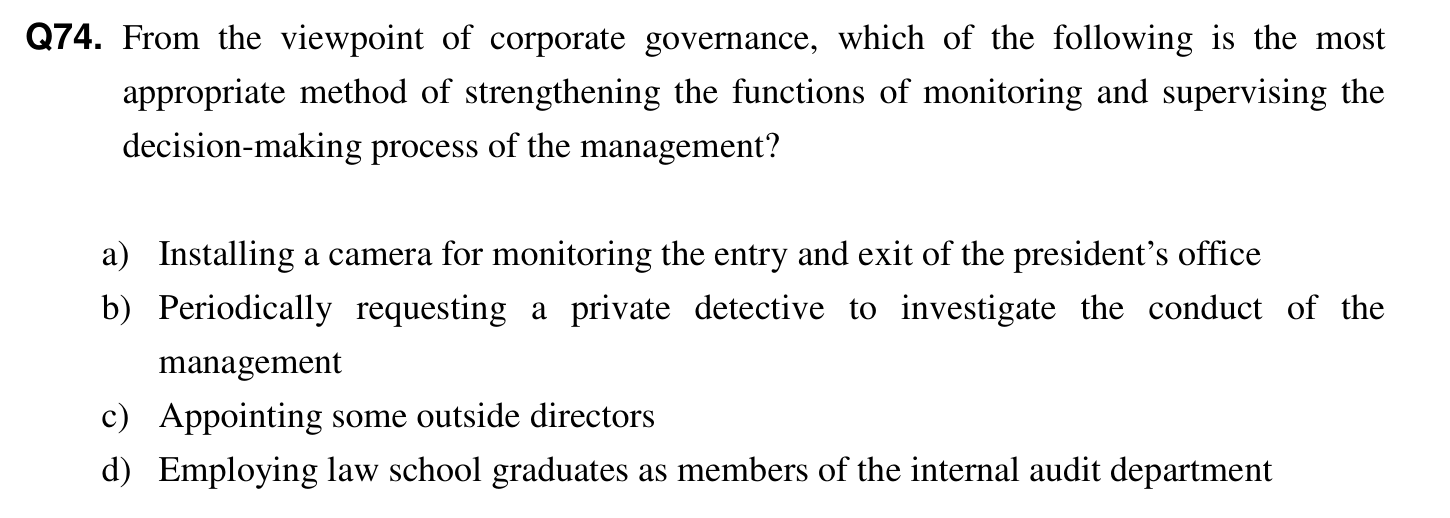 Q74. From the viewpoint of corporate governance, which of the following is the most
appropriate method of strengthening the functions of monitoring and supervising the
decision-making process of the management?
a) Installing a camera for monitoring the entry and exit of the president’s office
b) Periodically requesting a private detective to investigate the conduct of the
management
c) Appointing some outside directors
d) Employing law school graduates as members of the internal audit department